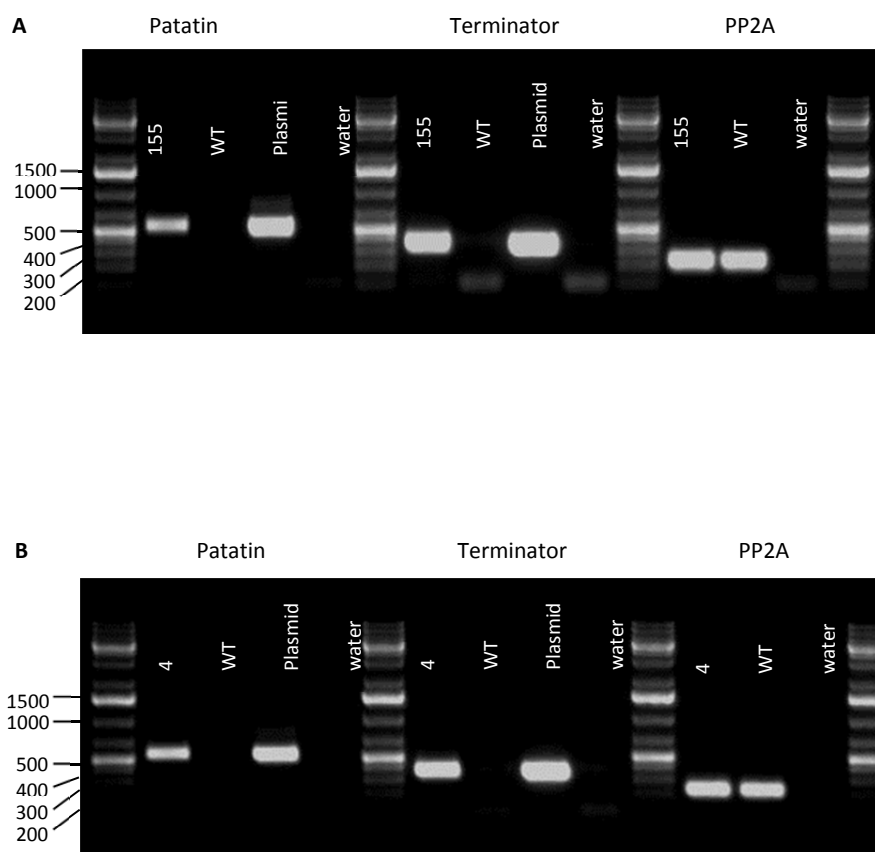 A
Patatin Terminator PP2A
155 WT Plasmi water 155 WT Plasmid water 155 WT water
1500
1000
500
400
300
200
B
Patatin Terminator PP2A
4 WT Plasmid water 4 WT Plasmid water 4 WT water
1500
1000
500
400
300
200